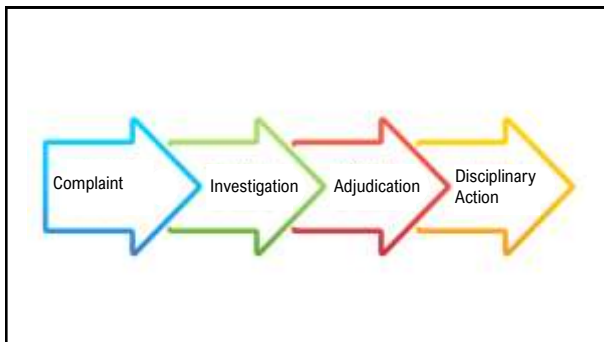 Complaint
Investigation
Adjudication
Disciplinary
Action